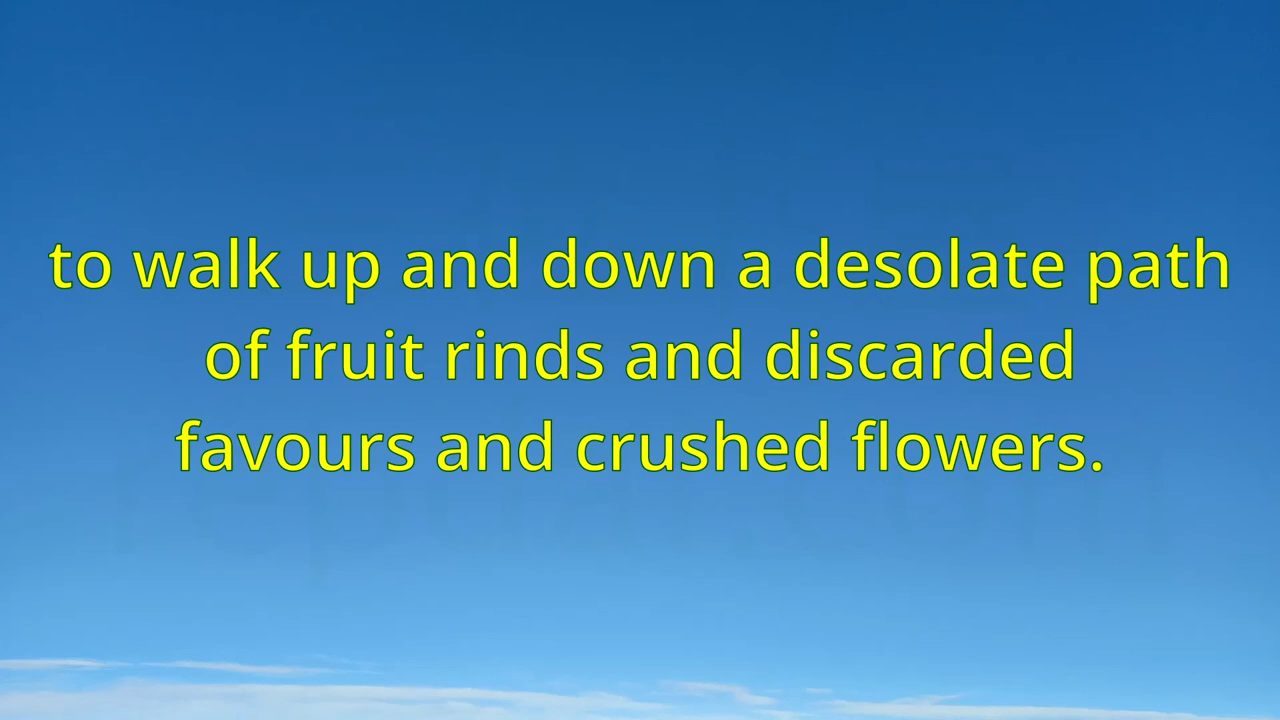 to walk up and down a desolate path
of fruit rinds and discarded
favours and crushed flowers.